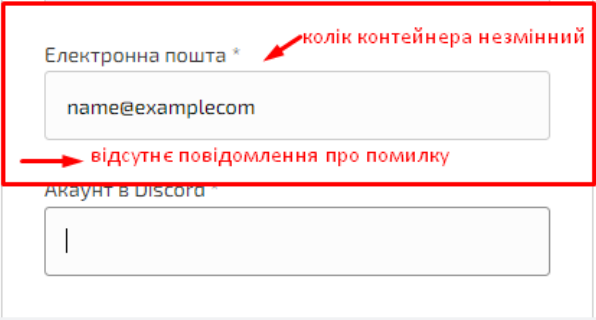 колік контейнера незмінний
Електронна пошта *
name@examplecom
відсутнє повідомлення про помилку
Акаунт в Discord *